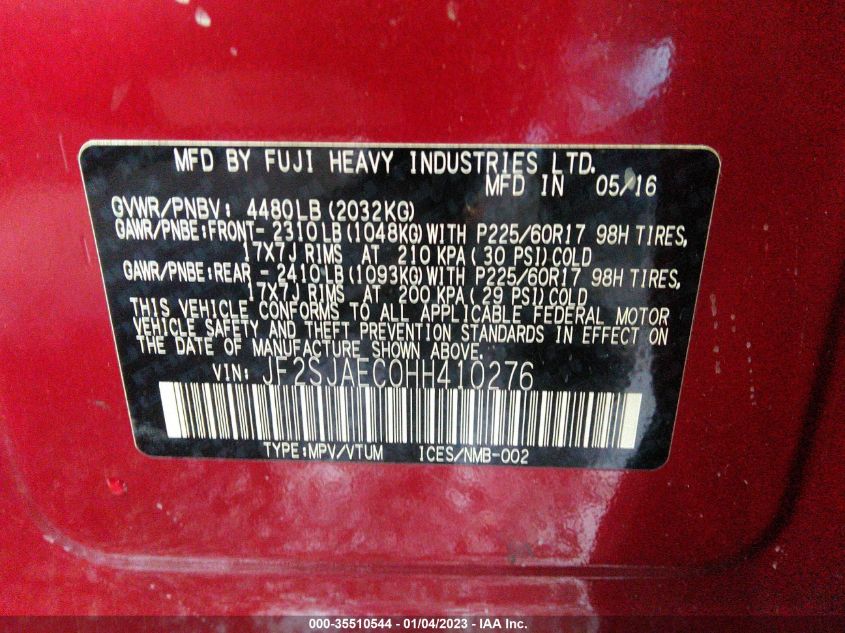 MFD BY FUJI HEAVY INDUSTRIES LTD.
MFD IN 05/16
GVWR/PNBV: 4480LB(2032KG)
GAWR/PNBE:FRONT- 2310LB(1048KG)WITH P225/60R17 98H TIRES,
17X7J RIMS AT 210 KPA(30 PSI)COLD
GAWR/PNBE:REAR - 2410LB(1093KG)WITH P225/60R17 98H TIRES,
17X7J RIMS AT 200 KPA(29 PSI)COLD
THIS VEHICLE CONFORMS TO ALL APPLICABLE FEDERAL MOTOR
VEHICLE SAFETY AND THEFT PREVENTION STANDARDS IN EFFECT ON
THE DATE OF MANUFACTURE SHOWN ABOVE.
VIN: JF2SJAEC0HH410276
TYPE:MPV/VTUM ICES/NMB-002
000-35510544 - 01/04/2023 - IAA Inc.